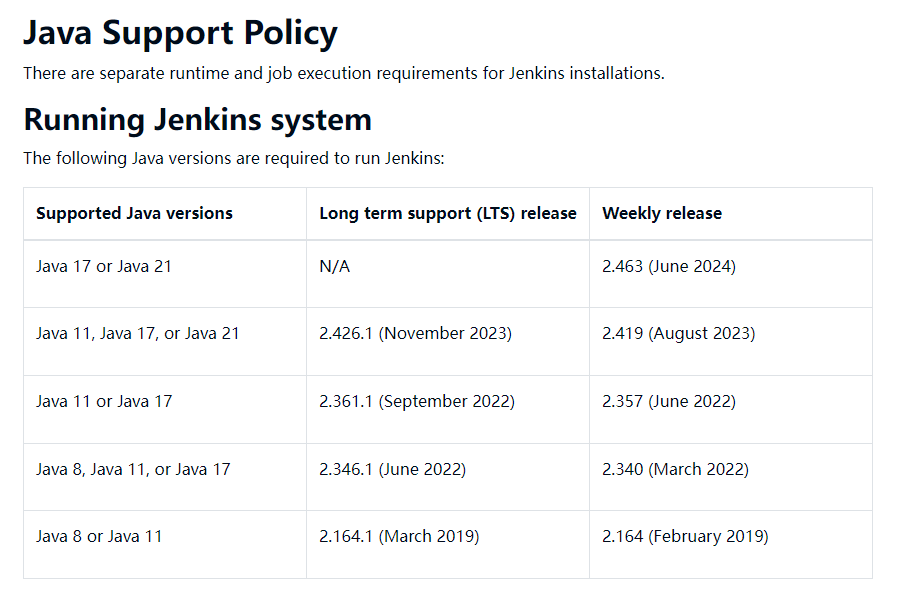 Java Support Policy
There are separate runtime and job execution requirements for Jenkins installations.
Running Jenkins system
The following Java versions are required to run Jenkins:
Supported Java versions Long term support (LTS) release Weekly release
Java 17 or Java 21 N/A 2.463 (June 2024)
Java 11, Java 17, or Java 21 2.426.1 (November 2023) 2.419 (August 2023)
Java 11 or Java 17 2.361.1 (September 2022) 2.357 (June 2022)
Java 8, Java 11, or Java 17 2.346.1 (June 2022) 2.340 (March 2022)
Java 8 or Java 11 2.164.1 (March 2019) 2.164 (February 2019)